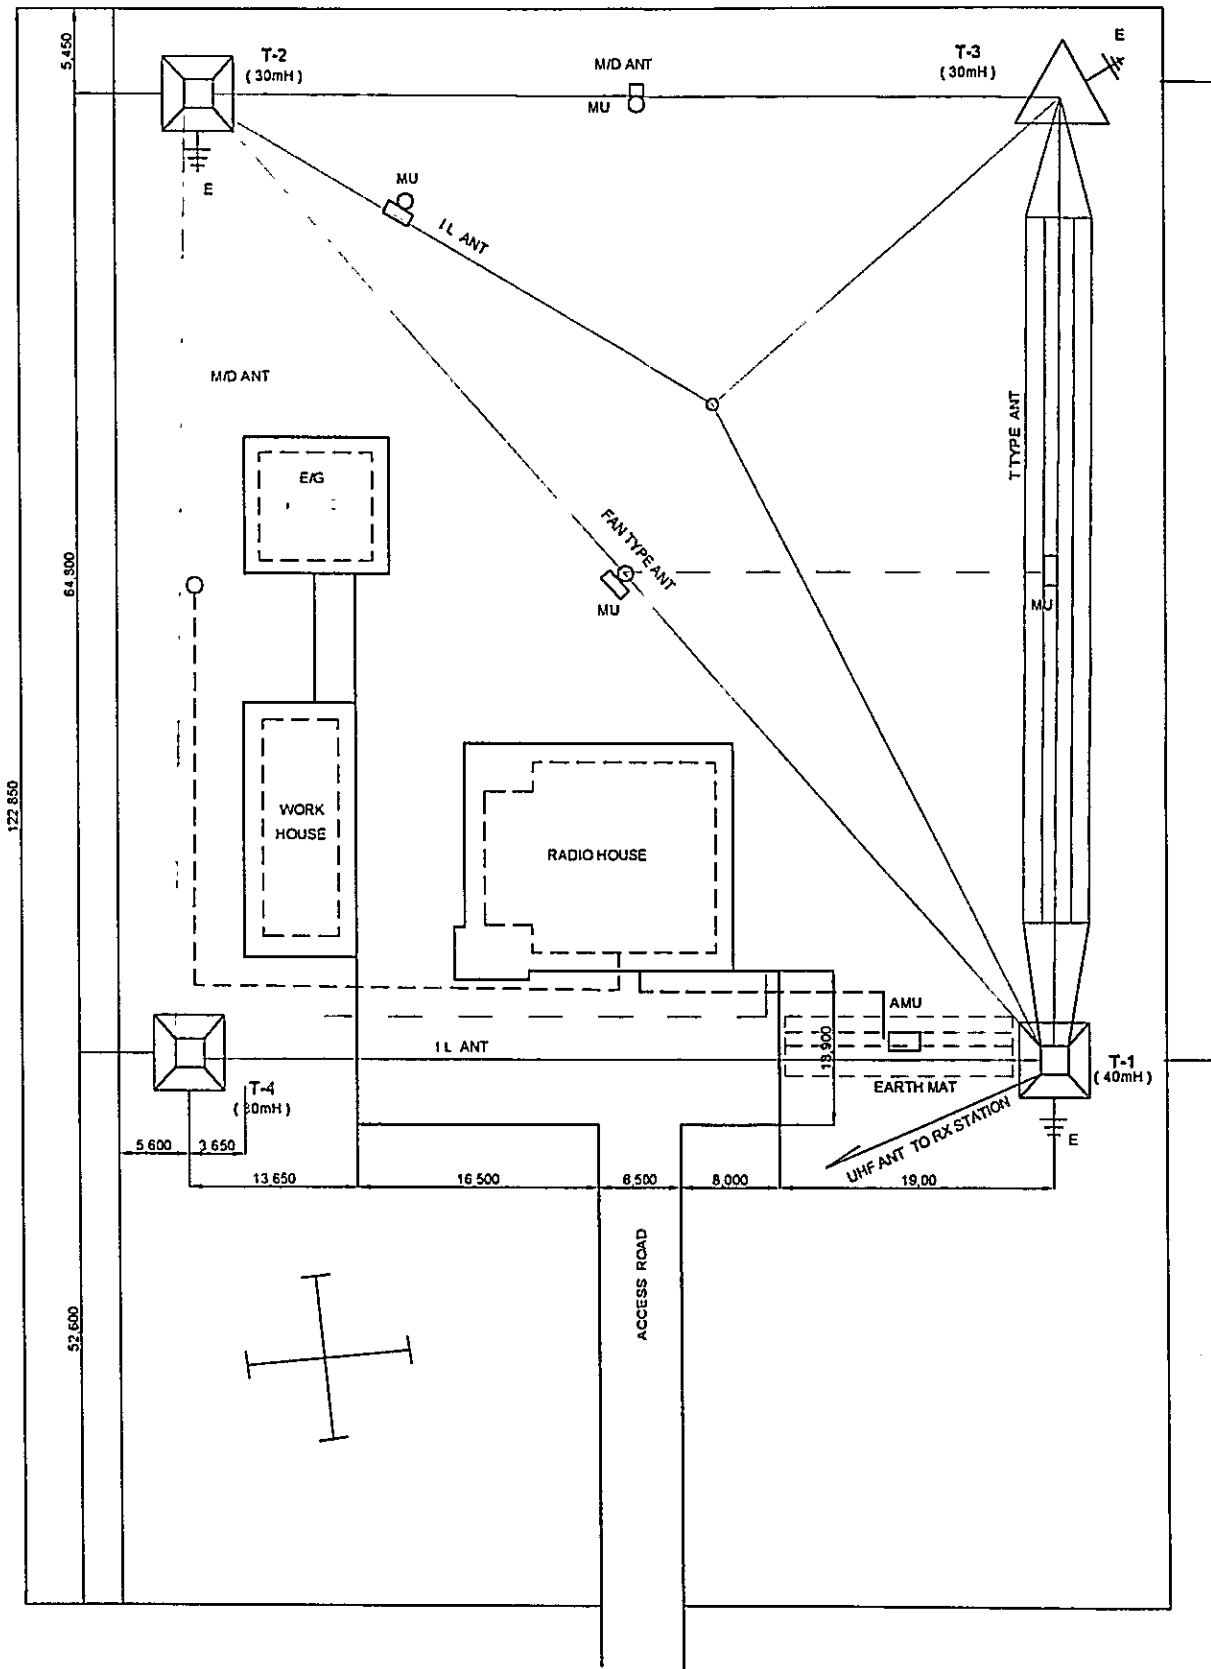 5,450
T-2
( 30mH )
M/D ANT
MU
T-3
( 30mH )
E
E
MU
I L ANT
M/D ANT
T TYPE ANT
E/G
FAN TYPE ANT
MU
MU
64,800
122,850
WORK
HOUSE
RADIO HOUSE
AMU
I L ANT
13,900
EARTH MAT
T-1
( 40mH )
T-4
UHF ANT TO RX STATION
E
5 600
3 650
13 650
16 500
6,500
8,000
19,00
ACCESS ROAD
52,600